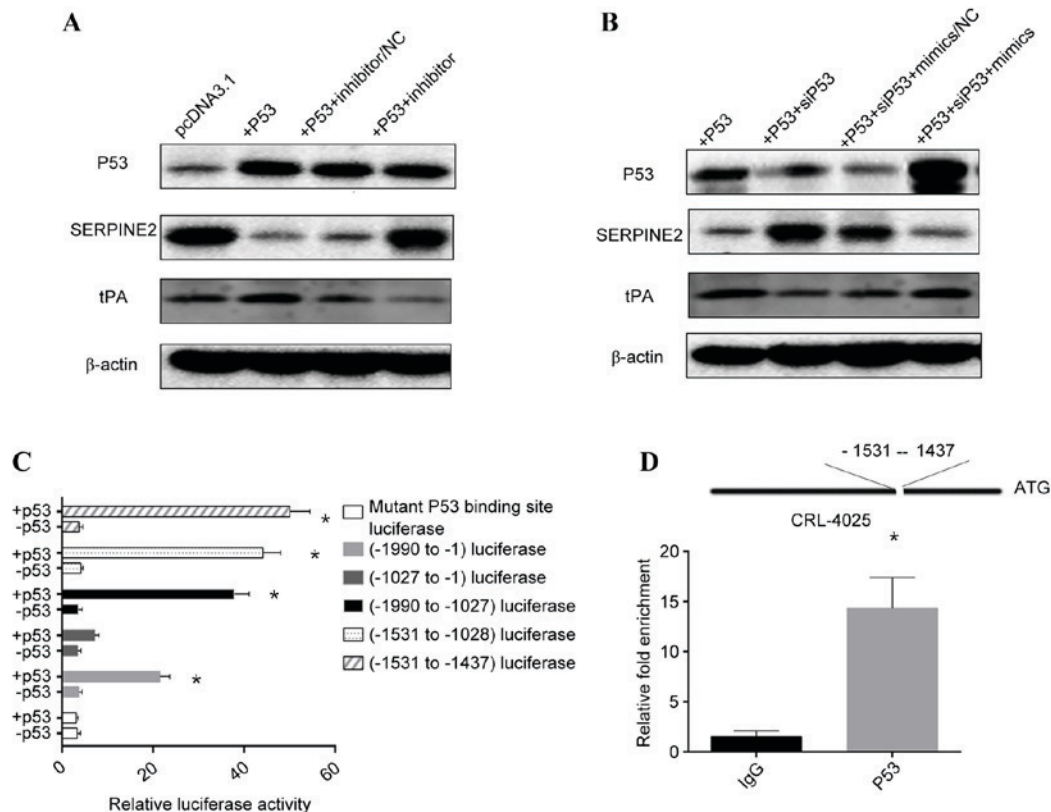 A
pcDNA3.1
+P53
+P53+inhibitor/NC
+P53+inhibitor
P53
SERPINE2
tPA
β-actin
B
+P53
+P53+siP53
+P53+siP53+mimics/NC
+P53+siP53+mimics
P53
SERPINE2
tPA
β-actin
C
+p53
-p53
+p53
-p53
+p53
-p53
+p53
-p53
+p53
-p53
+p53
-p53
*
*
*
*
0 20 40 60
Relative luciferase activity
Mutant P53 binding site
luciferase
(-1990 to -1) luciferase
(-1027 to -1) luciferase
(-1990 to -1027) luciferase
(-1531 to -1028) luciferase
(-1531 to -1437) luciferase
D
- 1531 -- 1437
ATG
CRL-4025
*
20
15
10
5
0
Relative fold enrichment
IgG
P53